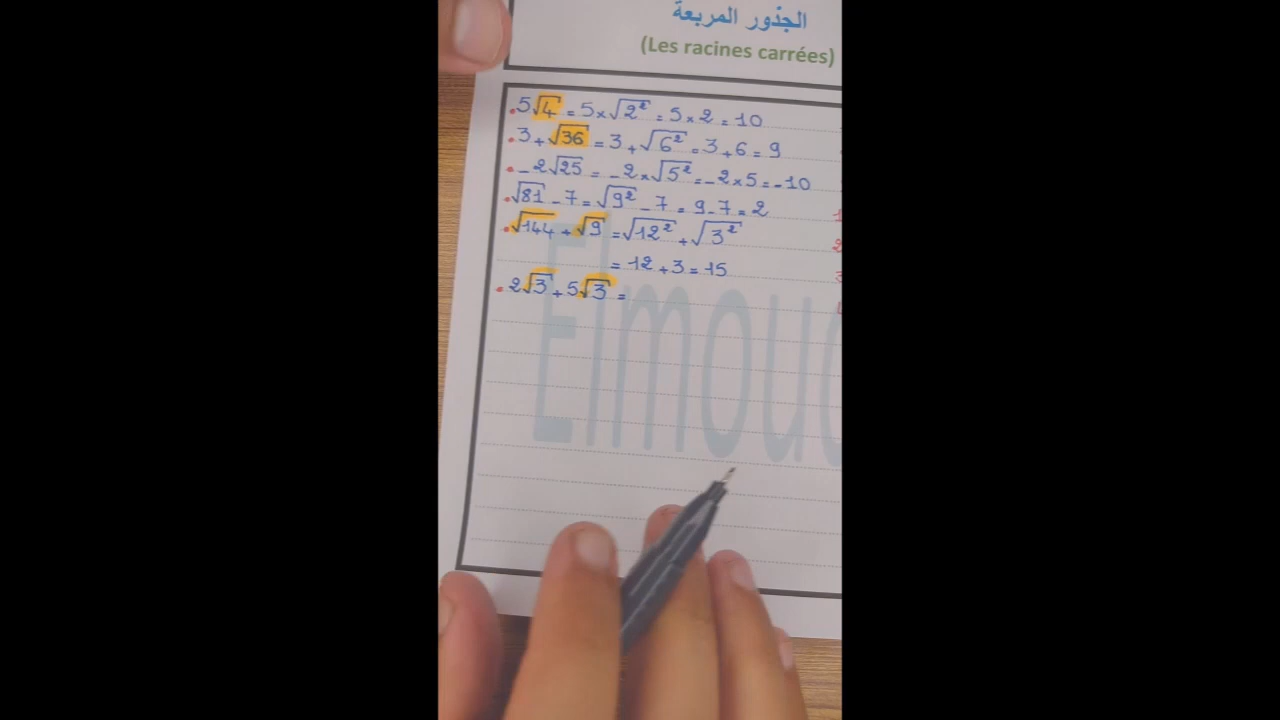 الجذور المربعة
(Les racines carrées)
. 5√4 = 5×√2² = 5×2 = 10
. 3+√36 = 3+√6² = 3+6 = 9
. -2√25 = -2×√5² = -2×5 = -10
. √81 - 7 = √9² - 7 = 9-7 = 2
. √144 + √9 = √12² + √3²
= 12+3 = 15
. 2√3 + 5√3 =
Elmoud